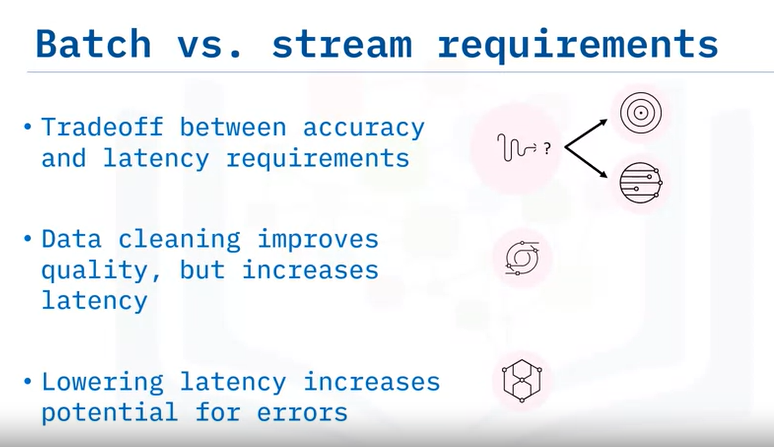 Batch vs. stream requirements
• Tradeoff between accuracy
and latency requirements
?
• Data cleaning improves
quality, but increases
latency
• Lowering latency increases
potential for errors